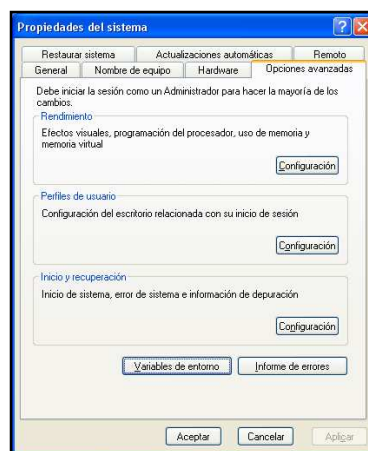 Propiedades del sistema
Restaurar sistema Actualizaciones automáticas Remoto
General Nombre de equipo Hardware Opciones avanzadas
Debe iniciar la sesión como un Administrador para hacer la mayoría de los
cambios.
Rendimiento
Efectos visuales, programación del procesador, uso de memoria y
memoria virtual
Configuración
Perfiles de usuario
Configuración del escritorio relacionada con su inicio de sesión
Configuración
Inicio y recuperación
Inicio de sistema, error de sistema e información de depuración
Configuración
Variables de entorno Informe de errores
Aceptar Cancelar Aplicar